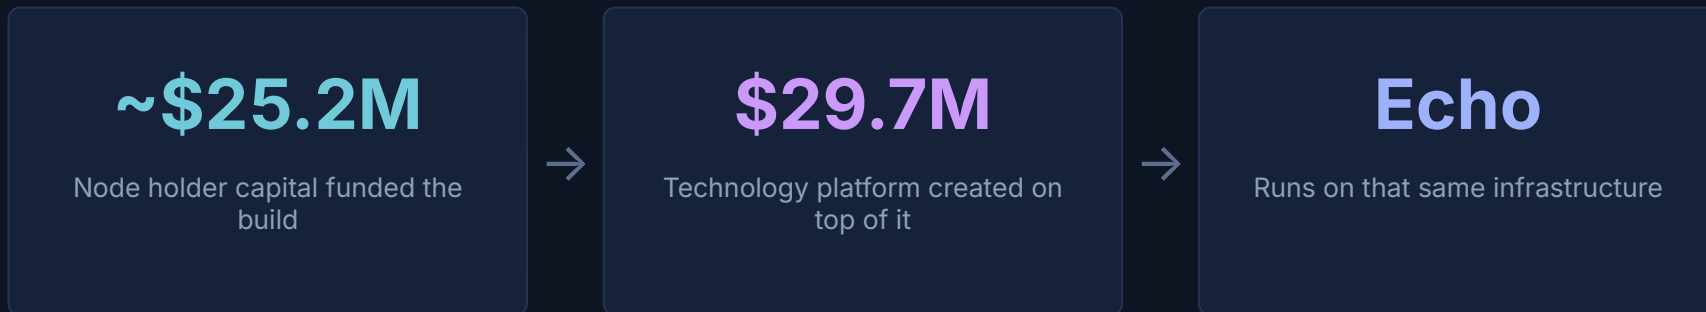 ~$25.2M
Node holder capital funded the
build
→
$29.7M
Technology platform created on
top of it
→
Echo
Runs on that same infrastructure